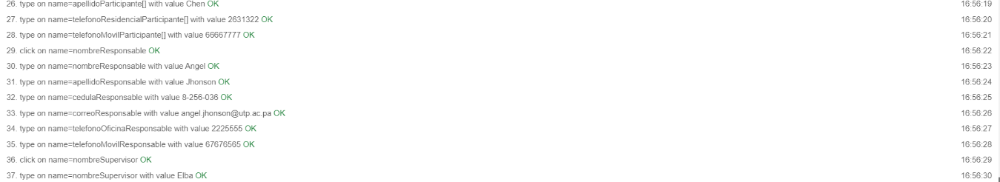 26. type on name=apellidoParticipante[] with value Chen OK 16:56:19
27. type on name=telefonoResidencialParticipante[] with value 2631322 OK 16:56:20
28. type on name=telefonoMovilParticipante[] with value 66667777 OK 16:56:21
29. click on name=nombreResponsable OK 16:56:22
30. type on name=nombreResponsable with value Angel OK 16:56:23
31. type on name=apellidoResponsable with value Jhonson OK 16:56:24
32. type on name=cedulaResponsable with value 8-256-036 OK 16:56:25
33. type on name=correoResponsable with value angel.jhonson@utp.ac.pa OK 16:56:26
34. type on name=telefonoOficinaResponsable with value 2225555 OK 16:56:27
35. type on name=telefonoMovilResponsable with value 67676565 OK 16:56:28
36. click on name=nombreSupervisor OK 16:56:29
37. type on name=nombreSupervisor with value Elba OK 16:56:30